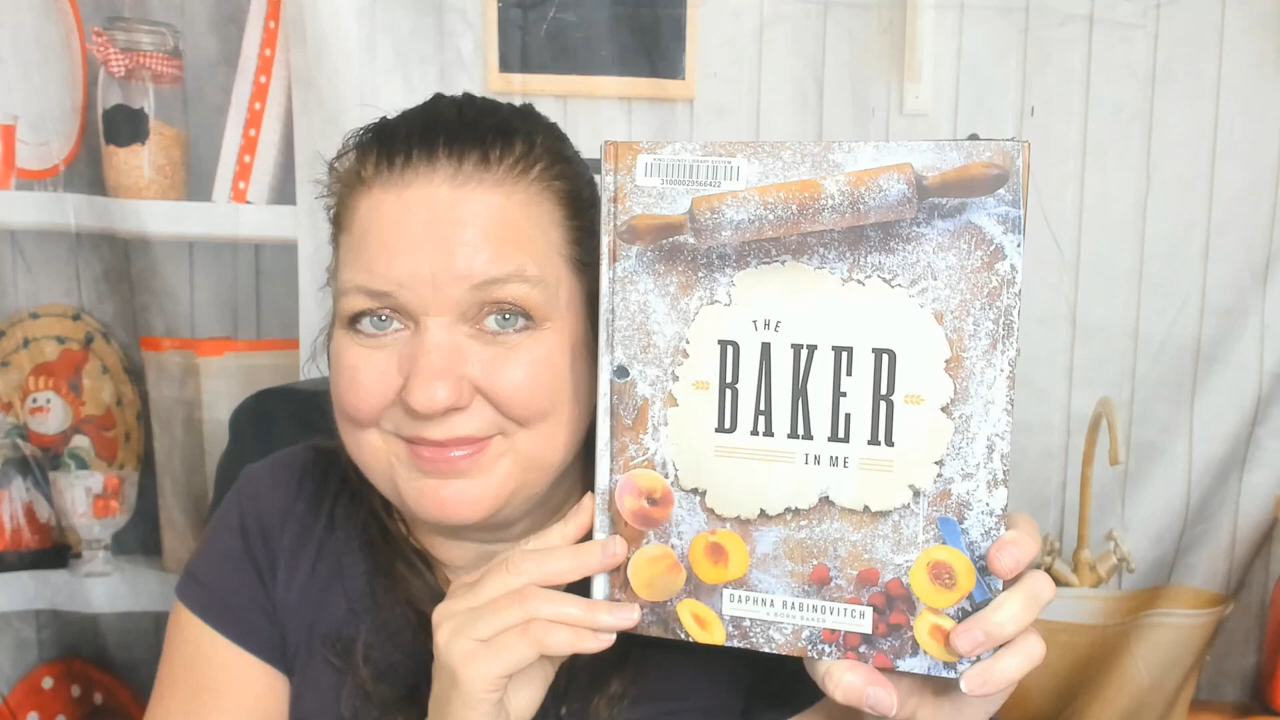 KING COUNTY LIBRARY SYSTEM
31000029566422
THE
BAKER
IN ME
DAPHNA RABINOVITCH
A BORN BAKER